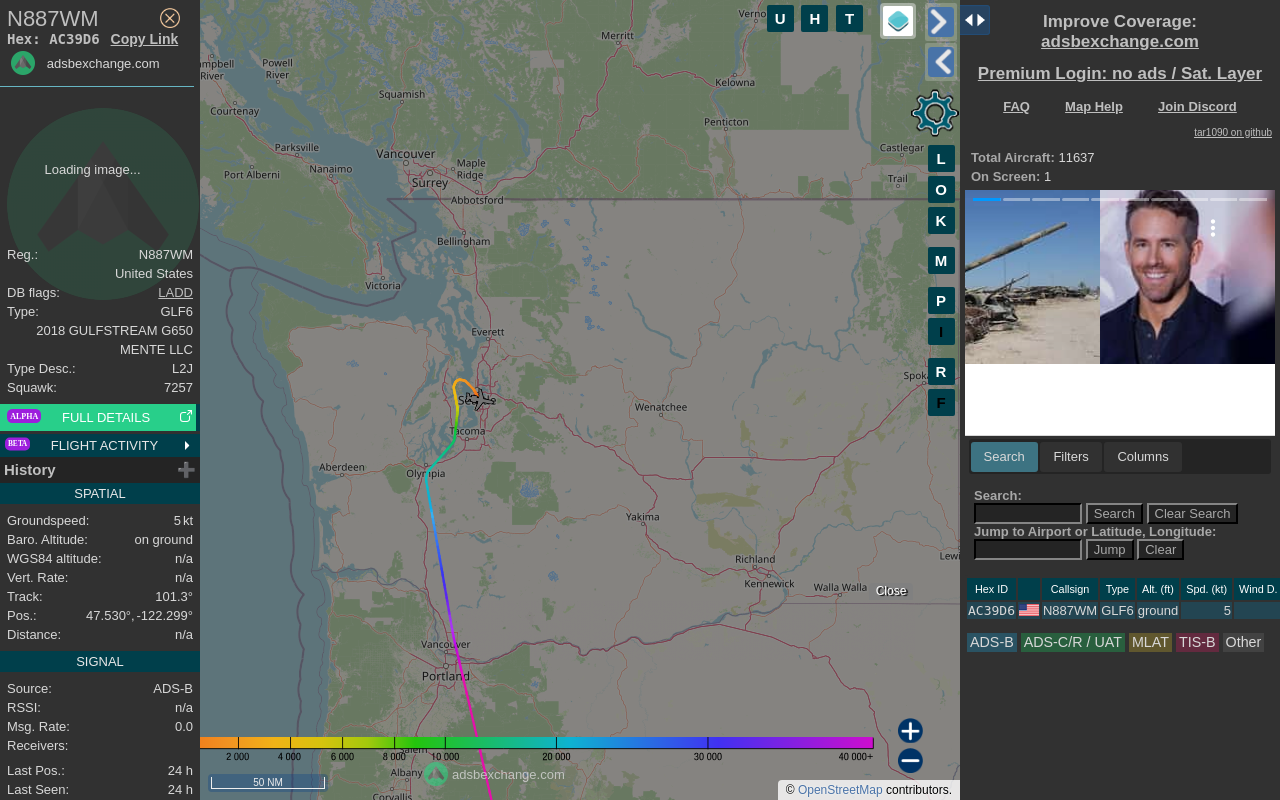 N887WM
Hex: AC39D6 Copy Link
adsbexchange.com
Loading image...
Reg.: N887WM
United States
DB flags: LADD
Type: GLF6
2018 GULFSTREAM G650
MENTE LLC
Type Desc.: L2J
Squawk: 7257
ALPHA FULL DETAILS
BETA FLIGHT ACTIVITY
History
SPATIAL
Groundspeed: 5 kt
Baro. Altitude: on ground
WGS84 altitude: n/a
Vert. Rate: n/a
Track: 101.3°
Pos.: 47.530°, -122.299°
Distance: n/a
SIGNAL
Source: ADS-B
RSSI: n/a
Msg. Rate: 0.0
Receivers:
Last Pos.: 24 h
Last Seen: 24 h
Merritt
Powell
River
mpbell
River
Squamish
Courtenay
Kelowna
Penticton
Parksville
Nanaimo
Port Alberni
Vancouver
Maple
Ridge
Surrey
Abbotsford
Castlegar
Trail
Bellingham
Victoria
Everett
Tacoma
Wenatchee
Aberdeen
Olympia
Yakima
Richland
Kennewick
Walla Walla
Lewi
Close
Vancouver
Portland
Albany
Corvallis
2 000 4 000 6 000 8 000 10 000 20 000 30 000 40 000+
50 NM
adsbexchange.com
© OpenStreetMap contributors.
U H T
L
O
K
M
P
I
R
F
Improve Coverage:
adsbexchange.com
Premium Login: no ads / Sat. Layer
FAQ Map Help Join Discord
tar1090 on github
Total Aircraft: 11637
On Screen: 1
Search Filters Columns
Search:
Search Clear Search
Jump to Airport or Latitude, Longitude:
Jump Clear
Hex ID Callsign Type Alt. (ft) Spd. (kt) Wind D.
AC39D6 N887WM GLF6 ground 5
ADS-B ADS-C/R / UAT MLAT TIS-B Other